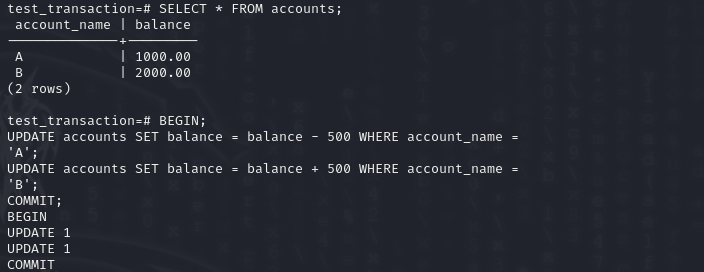 test_transaction=# SELECT * FROM accounts;
 account_name | balance
--------------+---------
 A            | 1000.00
 B            | 2000.00
(2 rows)

test_transaction=# BEGIN;
UPDATE accounts SET balance = balance - 500 WHERE account_name =
'A';
UPDATE accounts SET balance = balance + 500 WHERE account_name =
'B';
COMMIT;
BEGIN
UPDATE 1
UPDATE 1
COMMIT